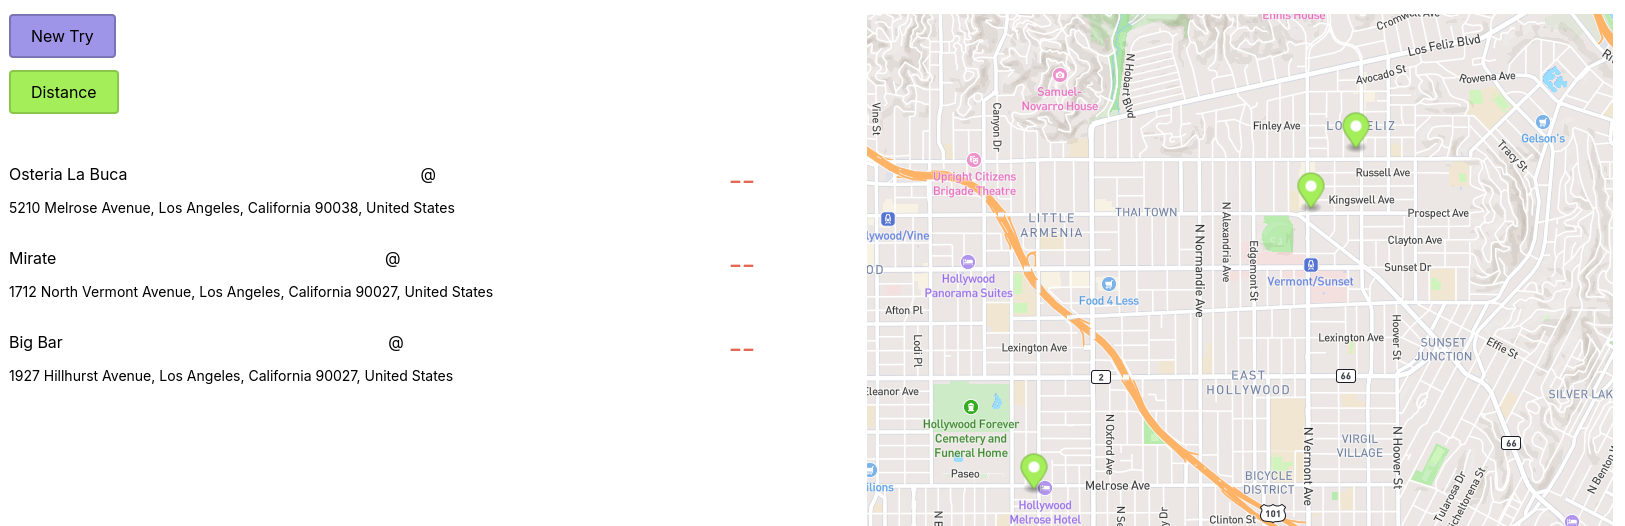 New Try
Distance
Osteria La Buca @ --
5210 Melrose Avenue, Los Angeles, California 90038, United States
Mirate @ --
1712 North Vermont Avenue, Los Angeles, California 90027, United States
Big Bar @ --
1927 Hillhurst Avenue, Los Angeles, California 90027, United States
Ennis House
Cromwell Ave
Los Feliz Blvd
N Hobart Blvd
Avocado St
Rowena Ave
Samuel-
Novarro House
Vine St
Canyon Dr
Finley Ave
Gelson's
Tracy St
Upright Citizens
Brigade Theatre
Russell Ave
Kingswell Ave
LITTLE
ARMENIA
THAI TOWN
N Alexandria Ave
Prospect Ave
lywood/Vine
N Normandie Ave
Edgemont St
Clayton Ave
OD
Hollywood
Panorama Suites
Food 4 Less
Vermont/Sunset
Sunset Dr
Afton Pl
Lodi Pl
Lexington Ave
Lexington Ave
Hoover St
SUNSET
JUNCTION
Effie St
2
66
EAST
HOLLYWOOD
Eleanor Ave
SILVER LAK
Hollywood Forever
Cemetery and
Funeral Home
N Oxford Ave
N Vermont Ave
VIRGIL
VILLAGE
N Hoover St
66
Paseo
Melrose Ave
BICYCLE
DISTRICT
Tularosa Dr
N Benton
Hollywood
Melrose Hotel
Clinton St
101